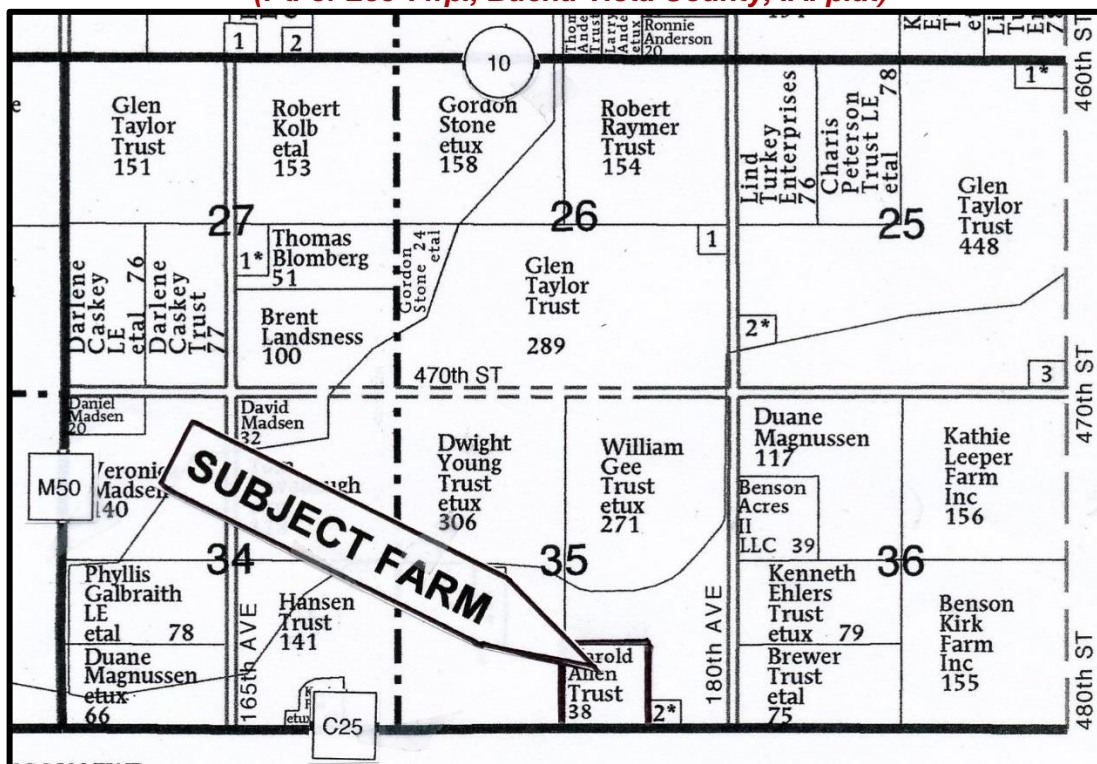 10
460th ST
1
2
Ronnie
Anderson
20
1*
Glen
Taylor
Trust
151
Robert
Kolb
etal
153
Gordon
Stone
etux
158
Robert
Raymer
Trust
154
Lind
Turkey
Enterprises
76
Charis
Peterson
Trust LE
etal 78
Glen
Taylor
Trust
448
27
26
25
Darlene
Caskey
LE
etal 76
Darlene
Caskey
Trust
77
1*
Thomas
Blomberg
51
Gordon
Stone 24
etal
1
Brent
Landsness
100
Glen
Taylor
Trust
289
2*
3
470th ST
470th ST
Daniel
Madsen
20
David
Madsen
32
M50
Madsen
SUBJECT FARM
Dwight
Young
Trust
etux
306
William
Gee
Trust
etux
271
Duane
Magnussen
117
Benson
Acres
II
LLC 39
Kathie
Leeper
Farm
Inc
156
34
35
36
Phyllis
Galbraith
LE
etal 78
Duane
Magnussen
etux
66
165th AVE
Hansen
Trust
141
C25
Allen
Trust
38
2*
180th AVE
Kenneth
Ehlers
Trust
etux 79
Brewer
Trust
etal
75
Benson
Kirk
Farm
Inc
155
480th ST